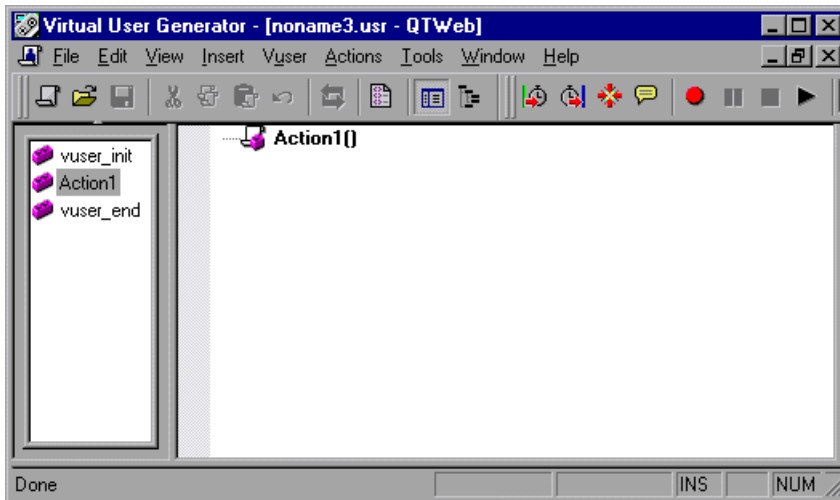 Virtual User Generator - [noname3.usr - QTWeb]
File Edit View Insert Vuser Actions Tools Window Help
Action1()
vuser_init
Action1
vuser_end
Done INS NUM